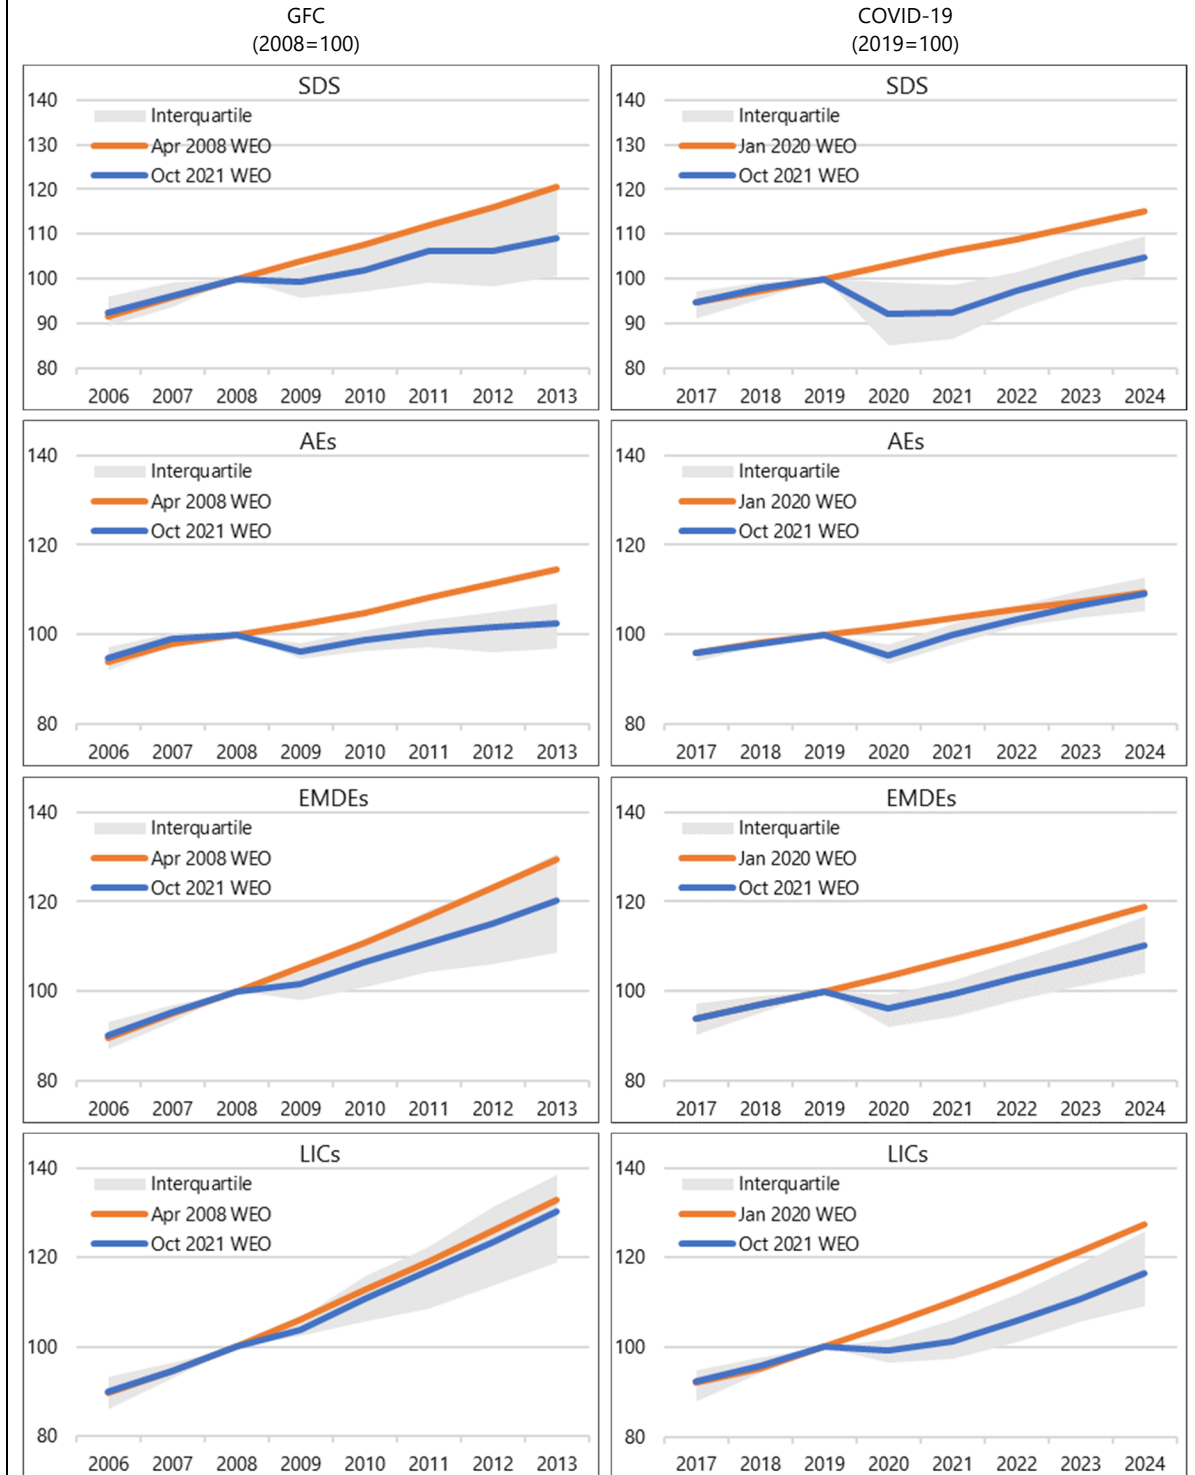 GFC
(2008=100)
COVID-19
(2019=100)
SDS
140
130
120
110
100
90
80
Interquartile
Apr 2008 WEO
Oct 2021 WEO
2006 2007 2008 2009 2010 2011 2012 2013
SDS
140
130
120
110
100
90
80
Interquartile
Jan 2020 WEO
Oct 2021 WEO
2017 2018 2019 2020 2021 2022 2023 2024
AEs
140
120
100
80
Interquartile
Apr 2008 WEO
Oct 2021 WEO
2006 2007 2008 2009 2010 2011 2012 2013
AEs
140
120
100
80
Interquartile
Jan 2020 WEO
Oct 2021 WEO
2017 2018 2019 2020 2021 2022 2023 2024
EMDEs
140
120
100
80
Interquartile
Apr 2008 WEO
Oct 2021 WEO
2006 2007 2008 2009 2010 2011 2012 2013
EMDEs
140
120
100
80
Interquartile
Jan 2020 WEO
Oct 2021 WEO
2017 2018 2019 2020 2021 2022 2023 2024
LICs
140
120
100
80
Interquartile
Apr 2008 WEO
Oct 2021 WEO
2006 2007 2008 2009 2010 2011 2012 2013
LICs
140
120
100
80
Interquartile
Jan 2020 WEO
Oct 2021 WEO
2017 2018 2019 2020 2021 2022 2023 2024